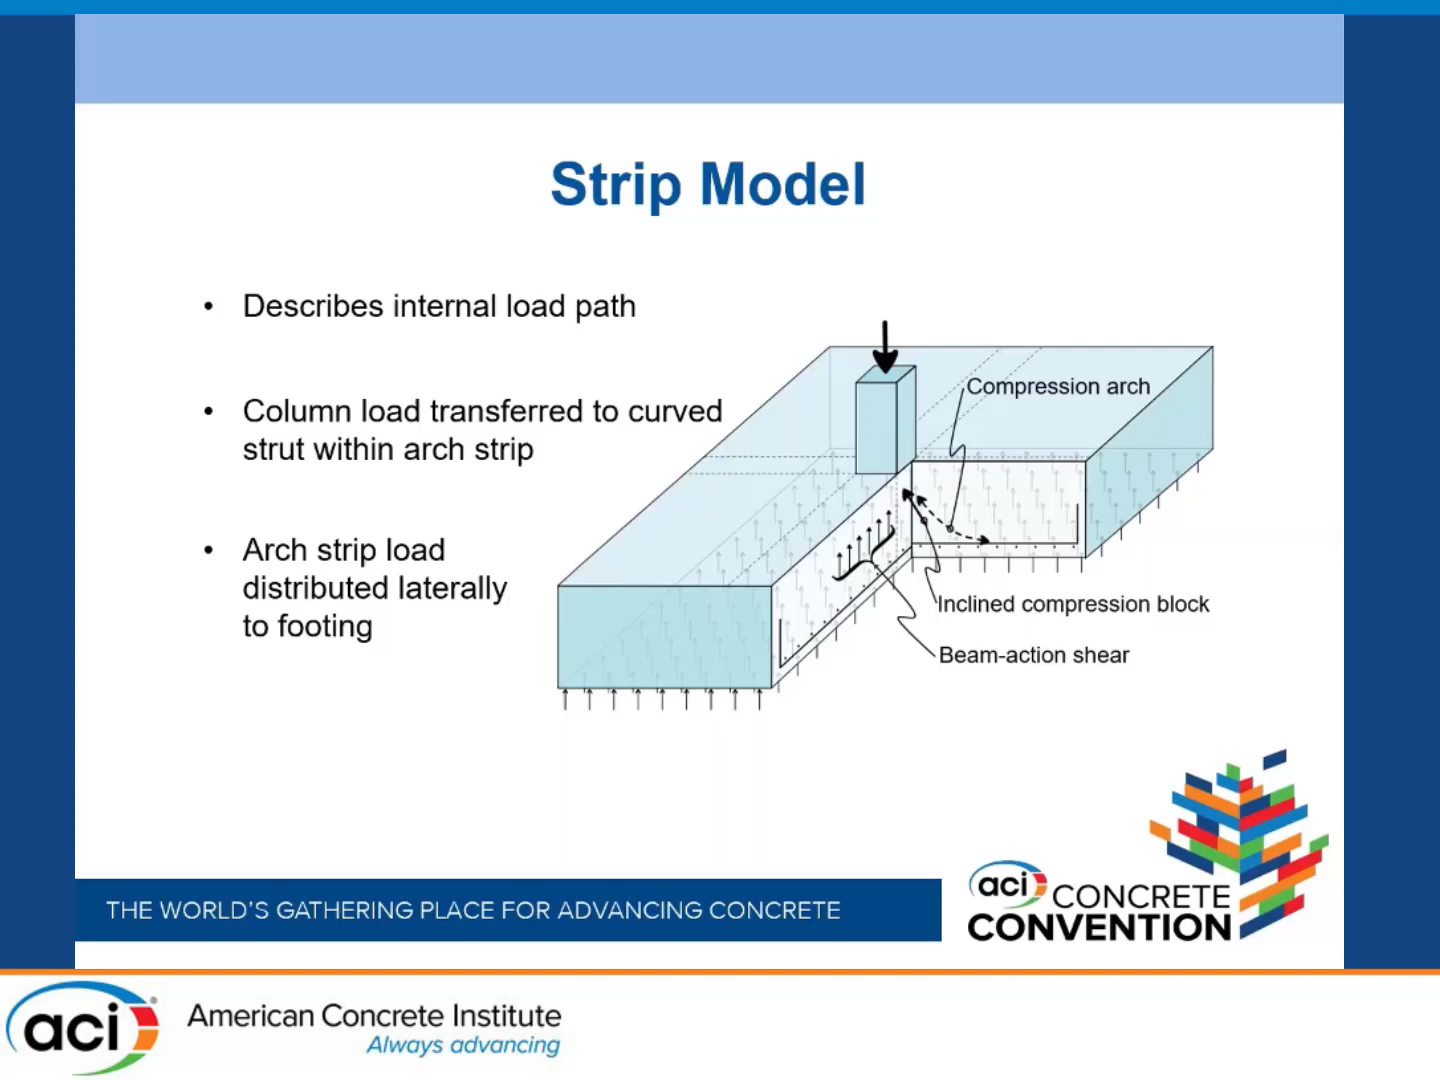 Strip Model
• Describes internal load path
• Column load transferred to curved
strut within arch strip
• Arch strip load
distributed laterally
to footing
Compression arch
Inclined compression block
Beam-action shear
THE WORLD'S GATHERING PLACE FOR ADVANCING CONCRETE
aci CONCRETE
CONVENTION
aci
American Concrete Institute
Always advancing